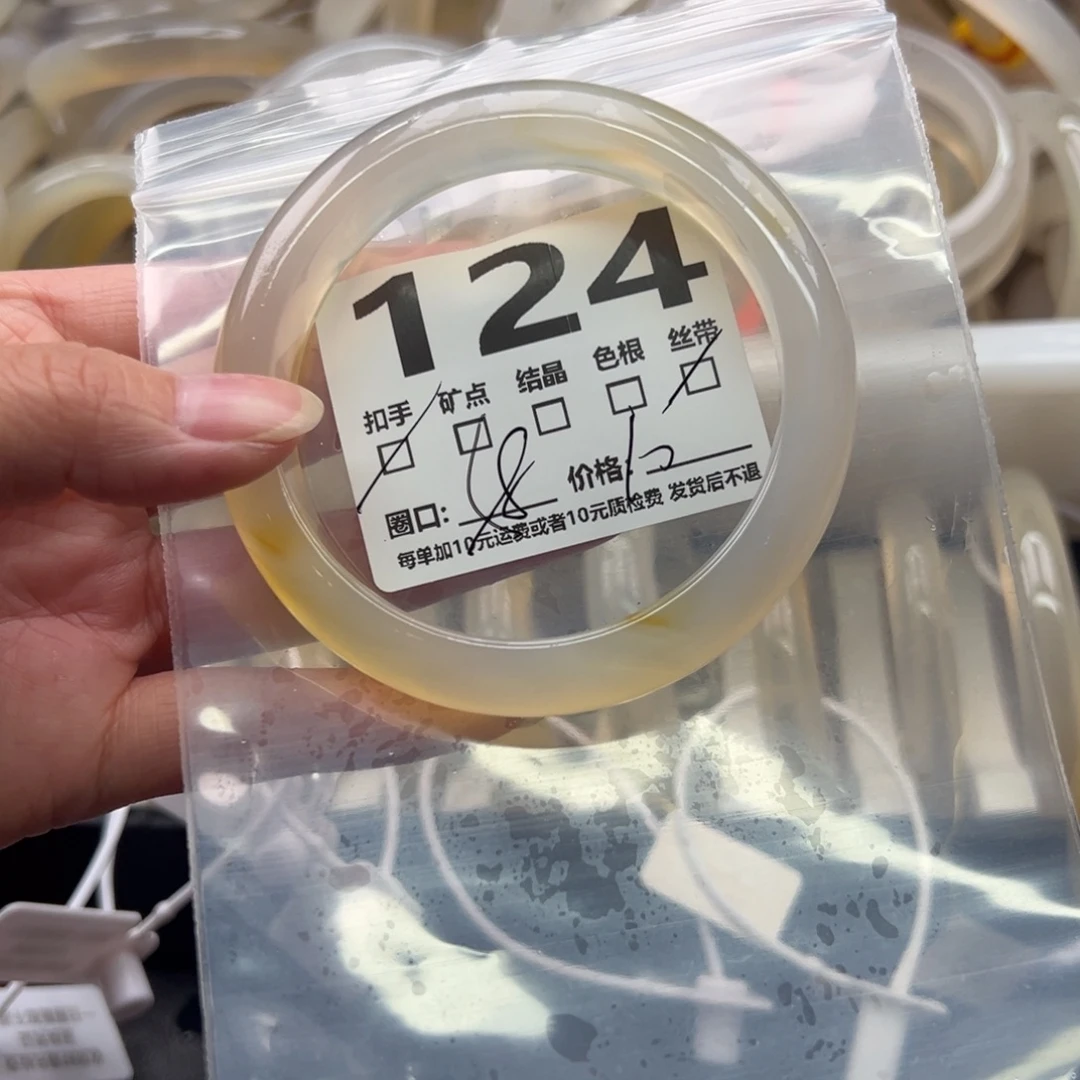 124
扣手 矿点 结晶 色根 丝带
圈口: 价格:
每单加10元运费或者10元质检费 发货后不退